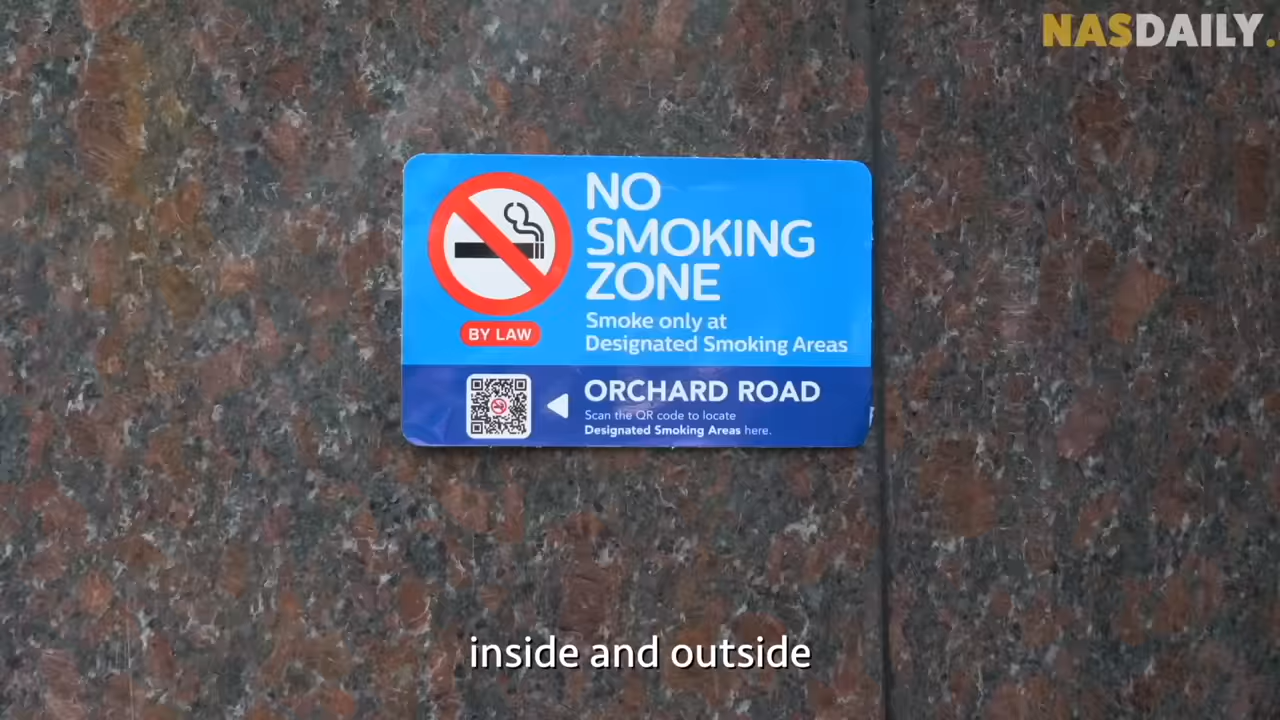 NASDAILY.
NO
SMOKING
ZONE
Smoke only at
Designated Smoking Areas
BY LAW
ORCHARD ROAD
Scan the QR code to locate
Designated Smoking Areas here.
inside and outside